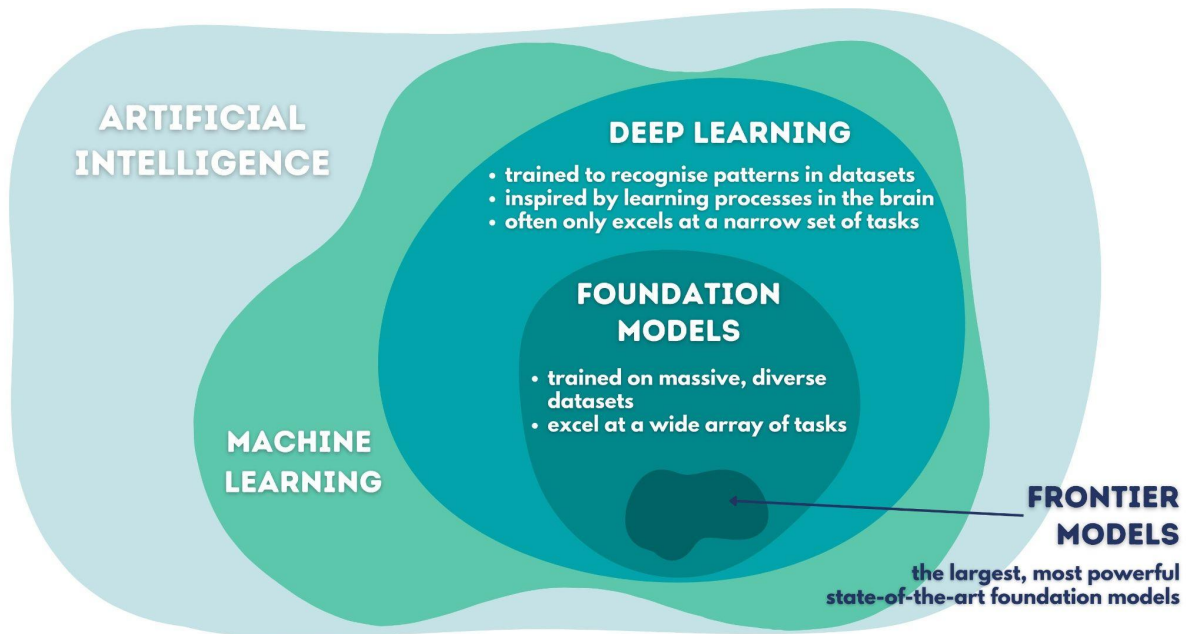 ARTIFICIAL
INTELLIGENCE
DEEP LEARNING
• trained to recognise patterns in datasets
• inspired by learning processes in the brain
• often only excels at a narrow set of tasks
FOUNDATION
MODELS
• trained on massive, diverse
datasets
• excel at a wide array of tasks
MACHINE
LEARNING
FRONTIER
MODELS
the largest, most powerful
state-of-the-art foundation models